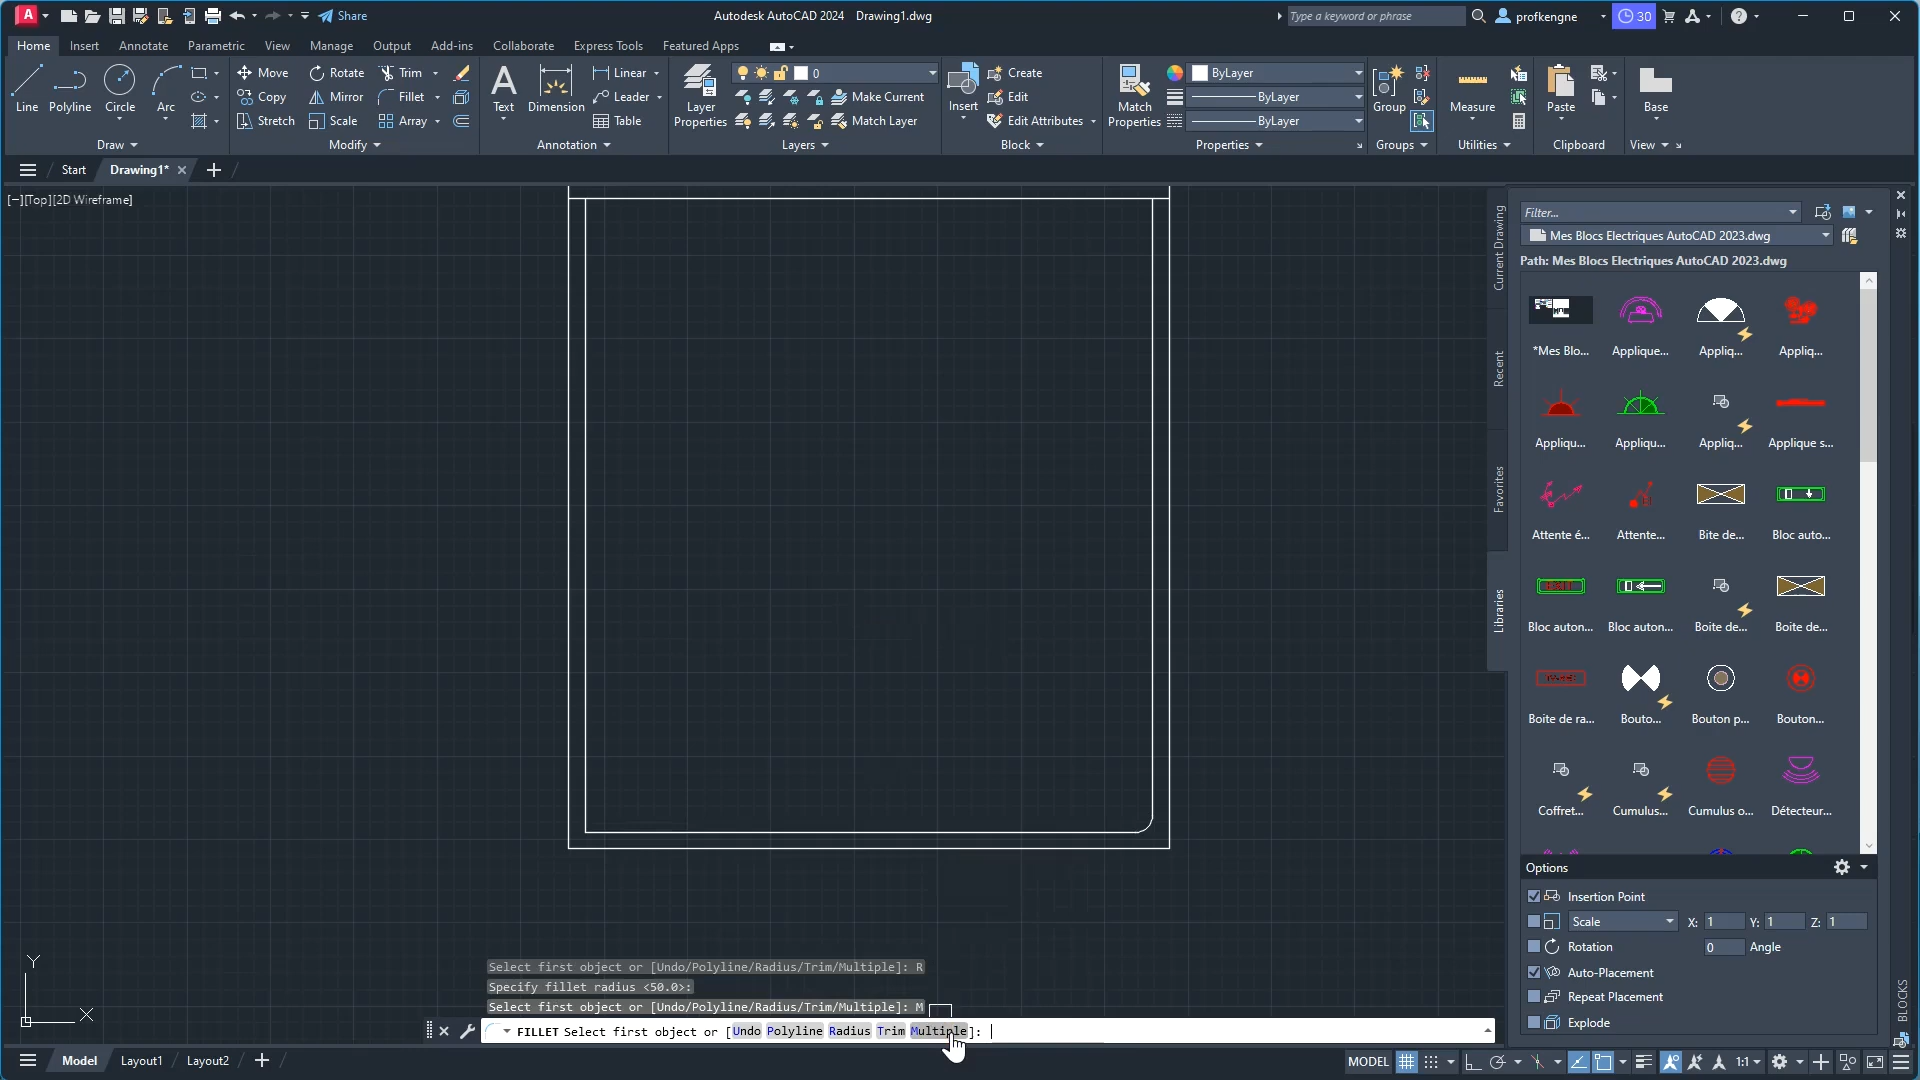 Share
Autodesk AutoCAD 2024 Drawing1.dwg
Type a keyword or phrase
profkengne
30
Home Insert Annotate Parametric View Manage Output Add-ins Collaborate Express Tools Featured Apps
Line Polyline Circle Arc
Draw
Move Rotate Trim
Copy Mirror Fillet
Stretch Scale Array
Modify
Text Dimension
Linear
Leader
Table
Annotation
Layer Properties
0
Make Current
Match Layer
Layers
Insert
Create
Edit
Edit Attributes
Block
Match Properties
ByLayer
ByLayer
ByLayer
Properties
Group
Groups
Measure
Utilities
Paste
Clipboard
Base
View
Start Drawing1*
[−][Top][2D Wireframe]
Current Drawing
Recent
Favorites
Libraries
Filter...
Mes Blocs Electriques AutoCAD 2023.dwg
Path: Mes Blocs Electriques AutoCAD 2023.dwg
*Mes Blo... Applique... Appliq... Appliq...
Appliqu... Appliqu... Appliq... Applique s...
Attente é... Attente... Bite de... Bloc auto...
Bloc auton... Bloc auton... Boite de... Boite de...
Boite de ra... Bouto... Bouton p... Bouton...
Coffret... Cumulus... Cumulus o... Détecteur...
Options
Insertion Point
Scale X: 1 Y: 1 Z: 1
Rotation 0 Angle
Auto-Placement
Repeat Placement
Explode
BLOCKS
Y
X
Select first object or [Undo/Polyline/Radius/Trim/Multiple]: R
Specify fillet radius <50.0>:
Select first object or [Undo/Polyline/Radius/Trim/Multiple]: M
FILLET Select first object or [Undo Polyline Radius Trim Multiple]:
Model Layout1 Layout2
MODEL
1:1